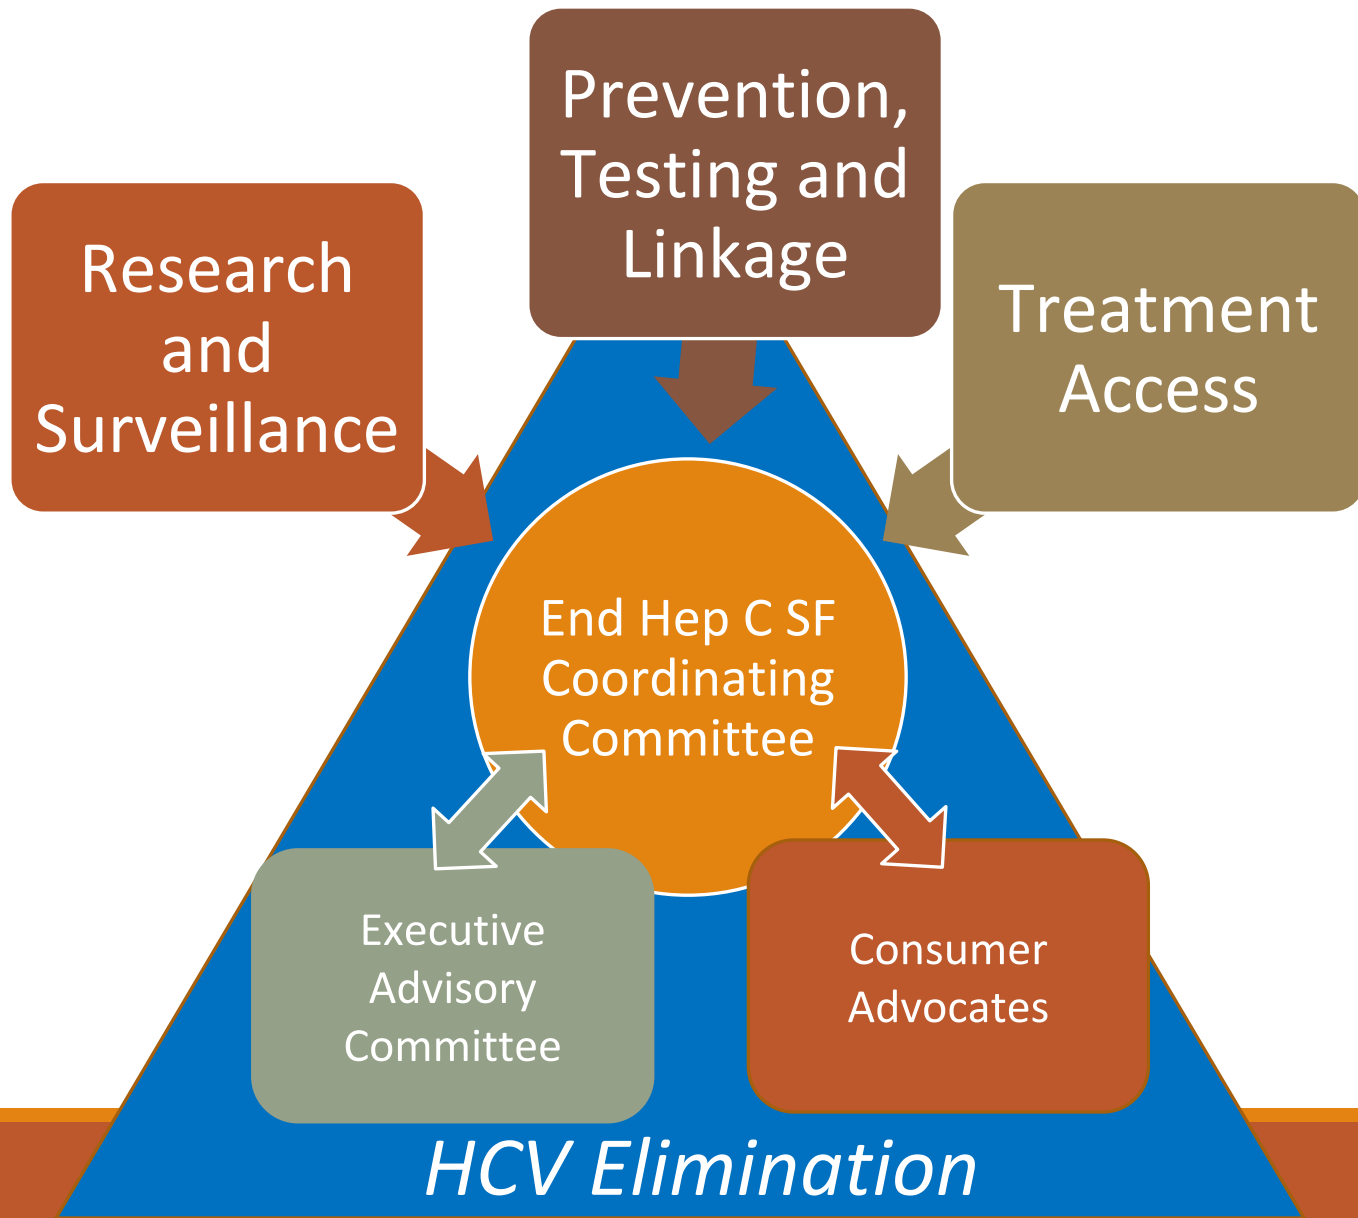 Prevention,
Testing and
Linkage
Research
and
Surveillance
Treatment
Access
End Hep C SF
Coordinating
Committee
Executive
Advisory
Committee
Consumer
Advocates
HCV Elimination